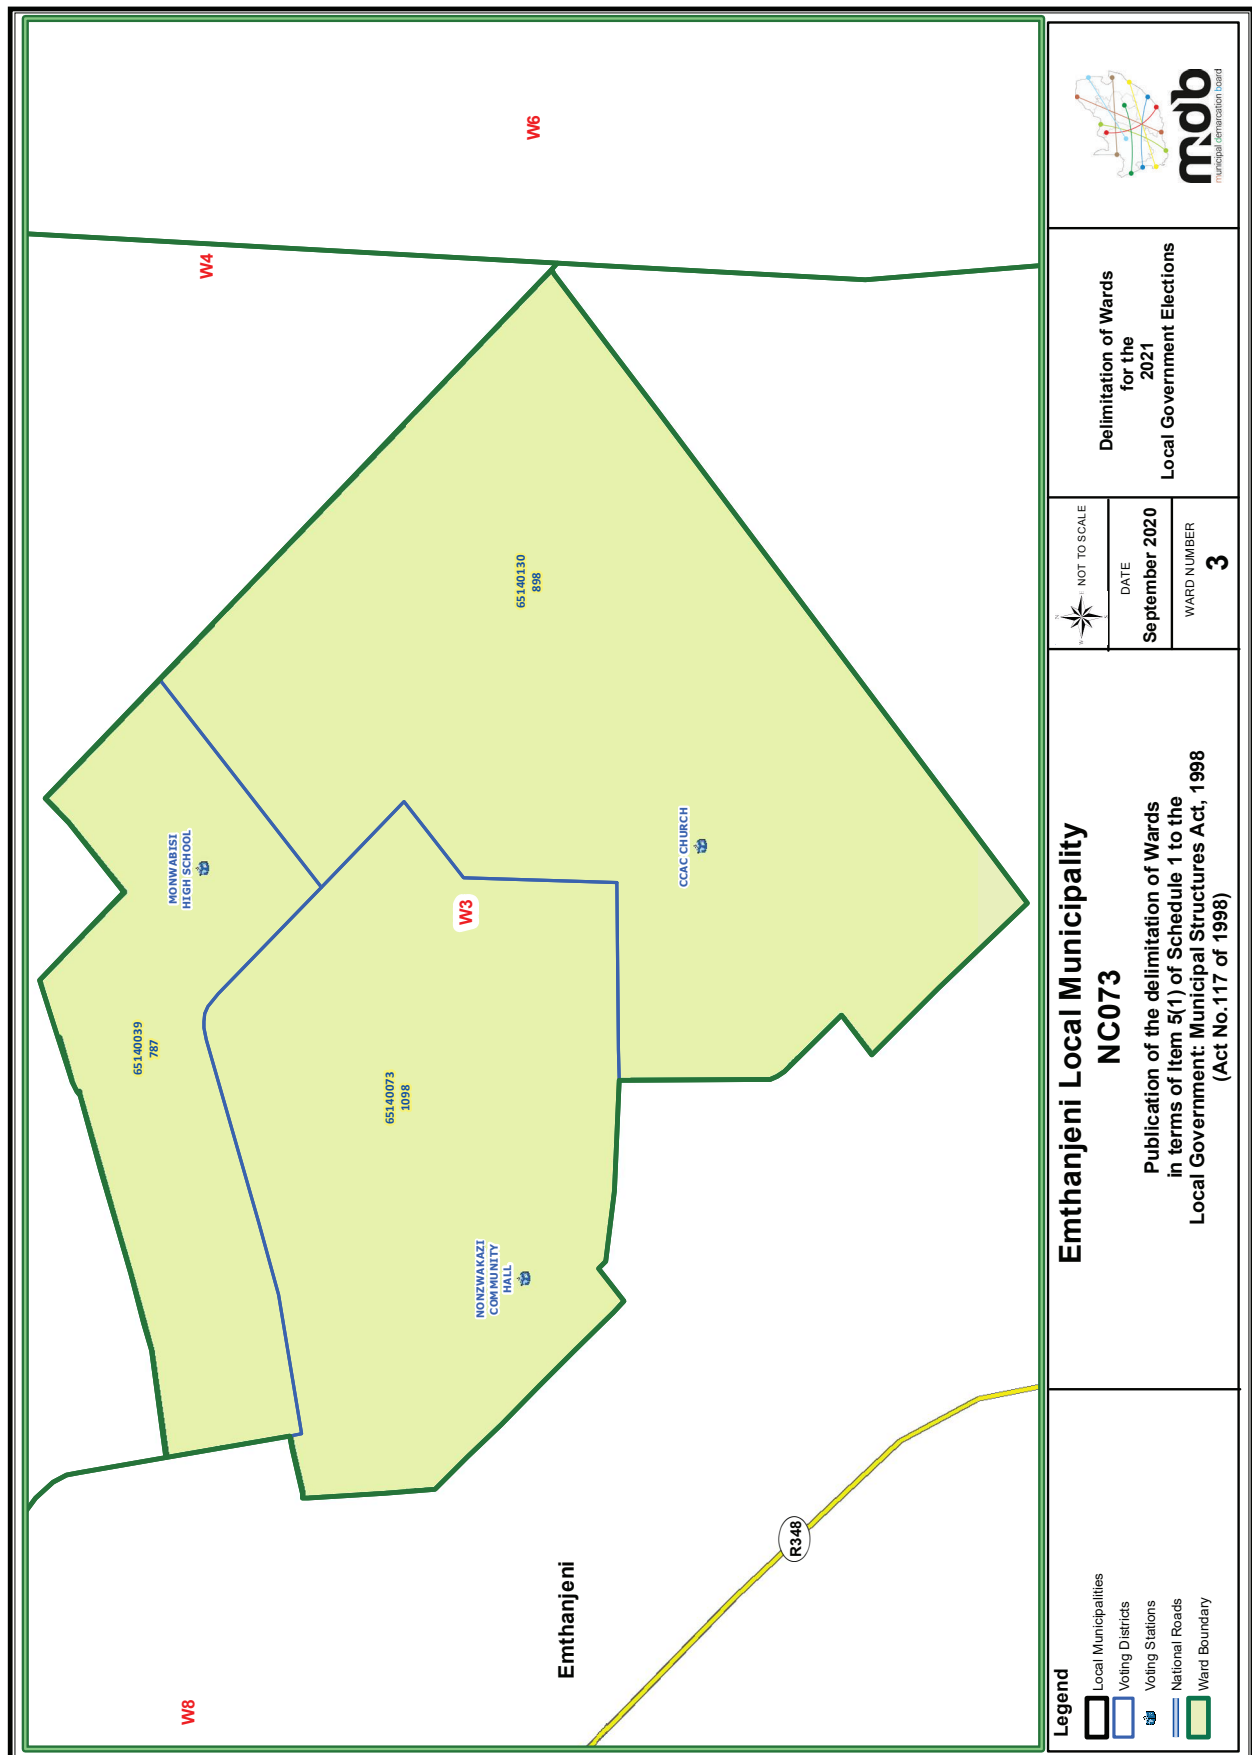 W8
W4
W6
W3
MONWABISI
HIGH SCHOOL
65140039
787
65140130
898
65140073
1098
CCAC CHURCH
NONZWAKAZI
COMMUNITY
HALL
Emthanjeni
R348
Legend
Local Municipalities
Voting Districts
Voting Stations
National Roads
Ward Boundary
Emthanjeni Local Municipality
NC073
Publication of the delimitation of Wards
in terms of Item 5(1) of Schedule 1 to the
Local Government: Municipal Structures Act, 1998
(Act No.117 of 1998)
N
W
E
S
NOT TO SCALE
DATE
September 2020
WARD NUMBER
3
Delimitation of Wards
for the
2021
Local Government Elections
mdb
municipal demarcation board